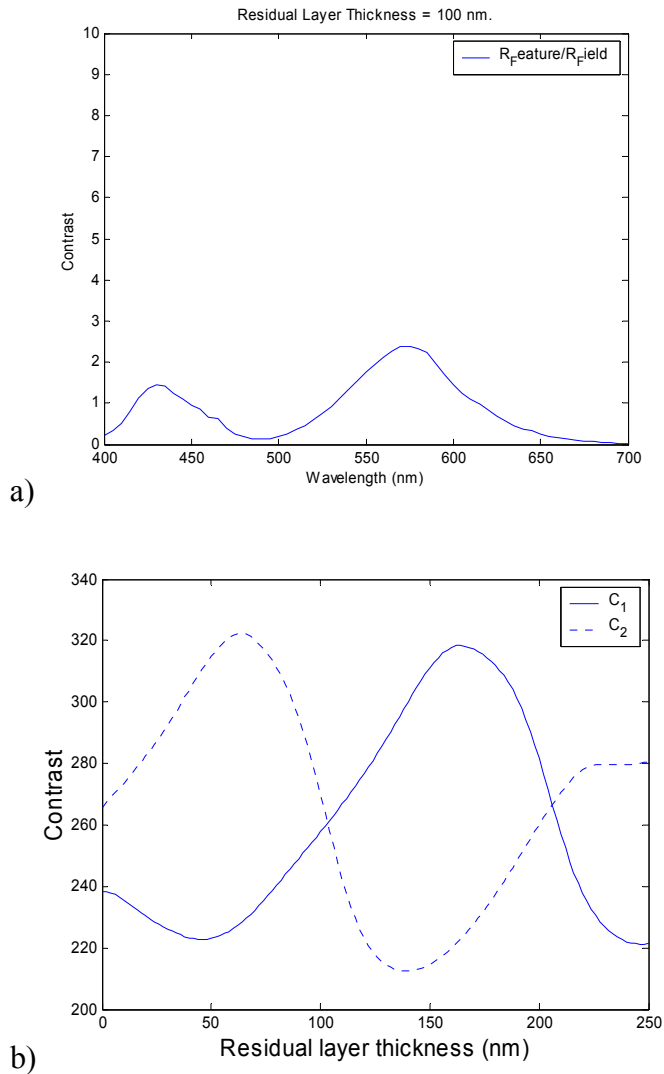 Residual Layer Thickness = 100 nm.
10
9
8
7
6
5
4
3
2
1
0
Contrast
R_Feature/R_Field
400 450 500 550 600 650 700
Wavelength (nm)
a)
340
320
300
280
260
240
220
200
Contrast
C_1
C_2
0 50 100 150 200 250
Residual layer thickness (nm)
b)